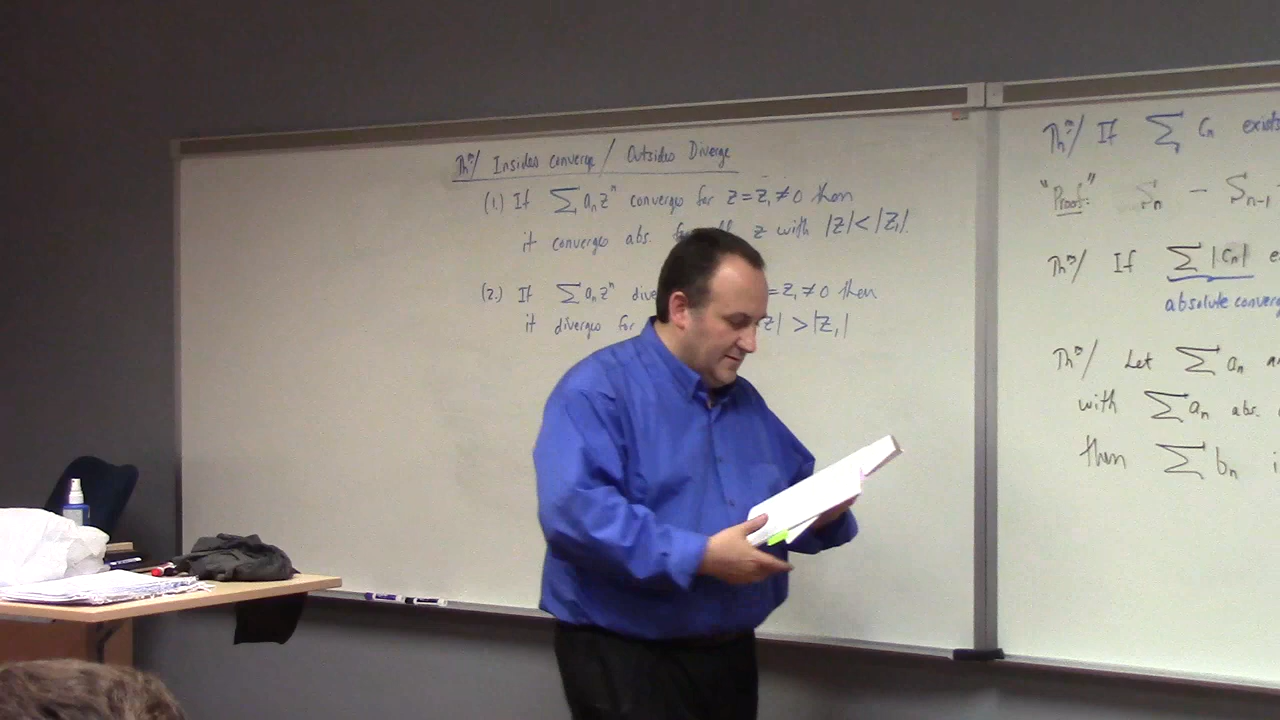 Thm/ Insides converge / Outsides Diverge
(1.) If ∑ aₙzⁿ converges for z = z₁ ≠ 0 then
it converges abs. z with |z| < |z₁|.
(2.) If ∑ aₙzⁿ dive = z₁ ≠ 0 then
it diverges for z| > |z₁|
Thm/ If ∑ cₙ exists
"Proof:" Sₙ − Sₙ₋₁
Thm/ If ∑ |cₙ| e
absolute converg
Thm/ Let ∑ aₙ an
with ∑ aₙ abs.
then ∑ bₙ i